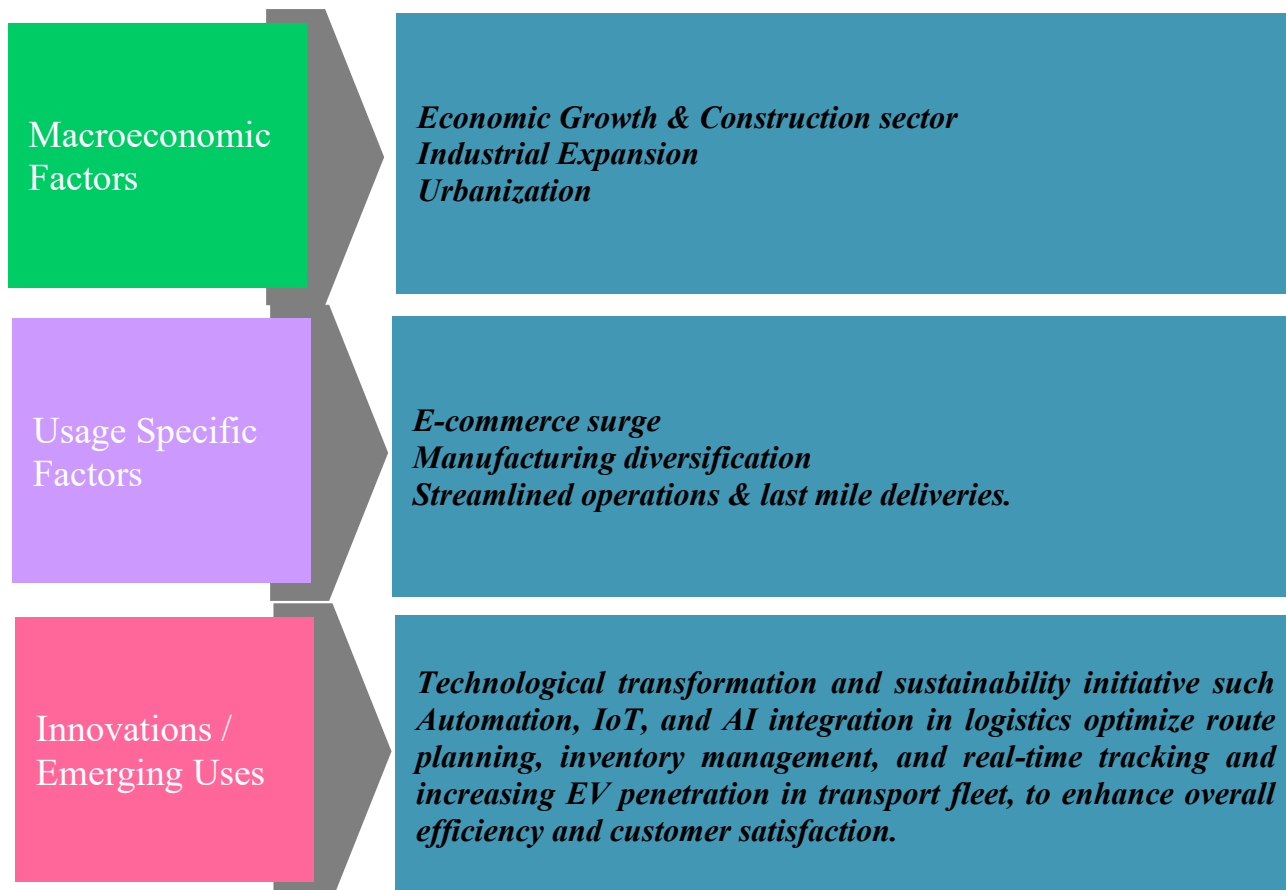 Macroeconomic
Factors
Economic Growth & Construction sector
Industrial Expansion
Urbanization
Usage Specific
Factors
E-commerce surge
Manufacturing diversification
Streamlined operations & last mile deliveries.
Innovations /
Emerging Uses
Technological transformation and sustainability initiative such
Automation, IoT, and AI integration in logistics optimize route
planning, inventory management, and real-time tracking and
increasing EV penetration in transport fleet, to enhance overall
efficiency and customer satisfaction.